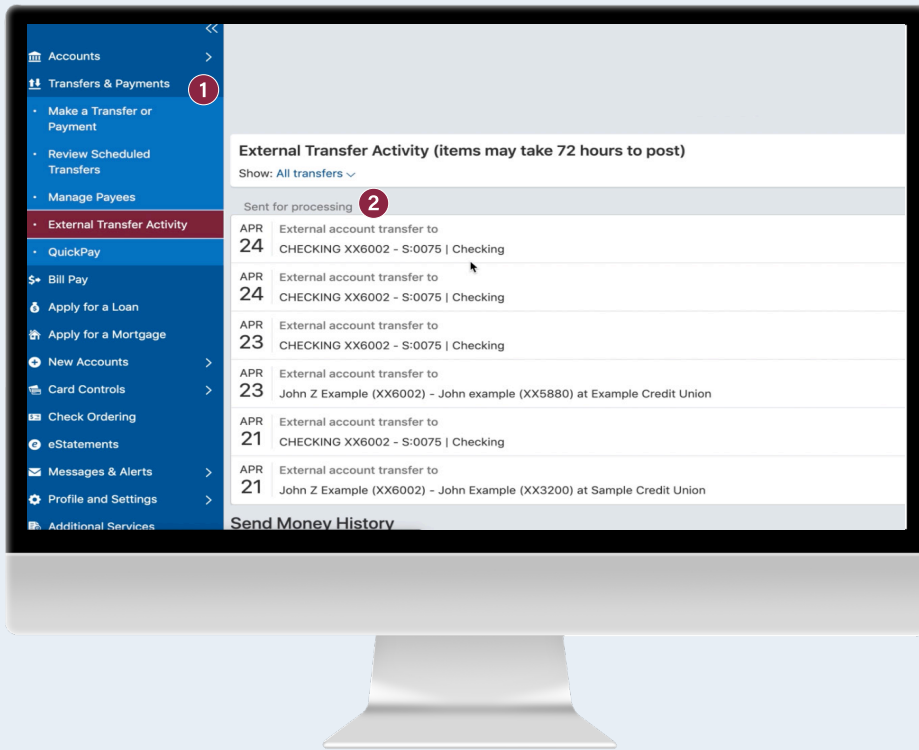 Accounts
Transfers & Payments
1
Make a Transfer or
Payment
Review Scheduled
Transfers
Manage Payees
External Transfer Activity
QuickPay
Bill Pay
Apply for a Loan
Apply for a Mortgage
New Accounts
Card Controls
Check Ordering
eStatements
Messages & Alerts
Profile and Settings
Additional Services
External Transfer Activity (items may take 72 hours to post)
Show: All transfers
Sent for processing
2
APR
24
External account transfer to
CHECKING XX6002 - S:0075 | Checking
APR
24
External account transfer to
CHECKING XX6002 - S:0075 | Checking
APR
23
External account transfer to
CHECKING XX6002 - S:0075 | Checking
APR
23
External account transfer to
John Z Example (XX6002) - John example (XX5880) at Example Credit Union
APR
21
External account transfer to
CHECKING XX6002 - S:0075 | Checking
APR
21
External account transfer to
John Z Example (XX6002) - John Example (XX3200) at Sample Credit Union
Send Money History